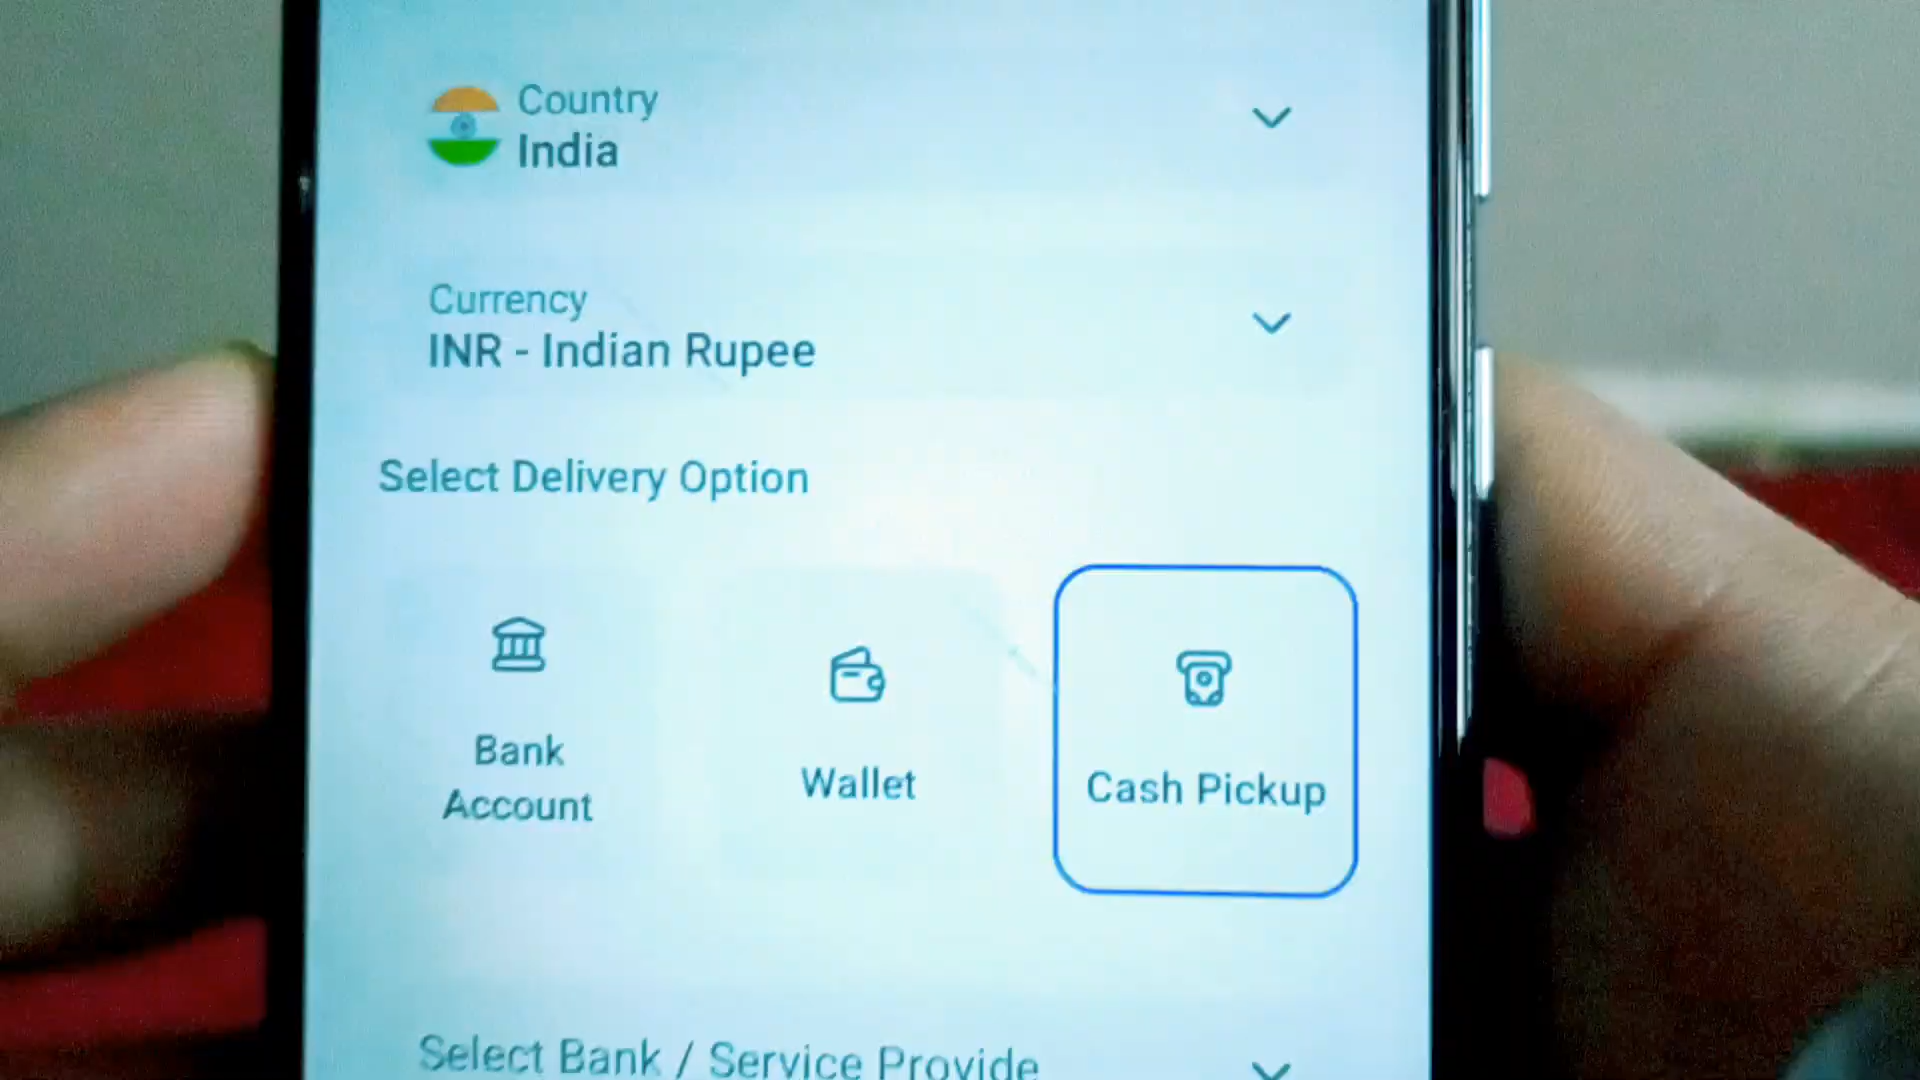 Country
India
Currency
INR - Indian Rupee
Select Delivery Option
Bank
Account
Wallet
Cash Pickup
Select Bank / Service Provide